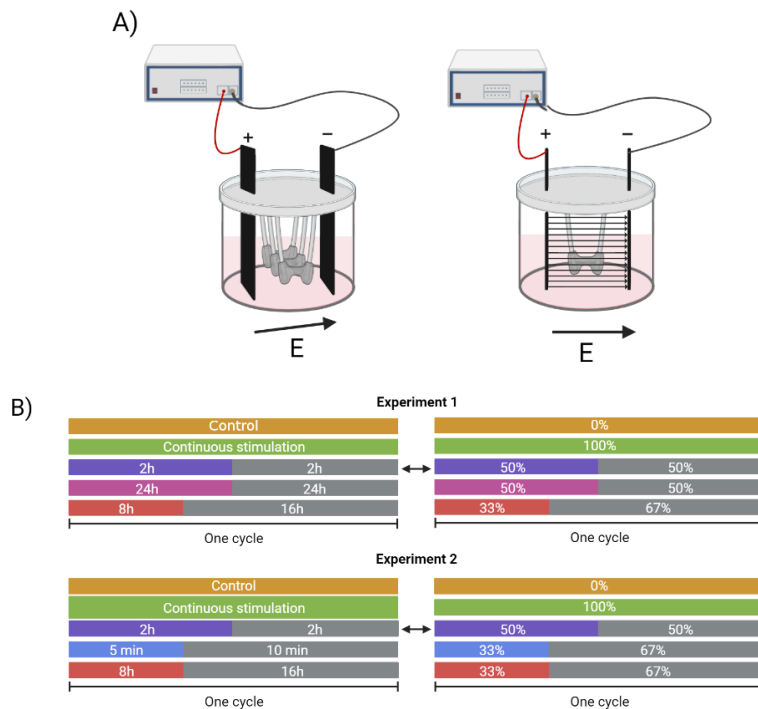 A)
+ − + −
E E
B)
Experiment 1
Control 0%
Continuous stimulation 100%
2h 2h 50% 50%
24h 24h 50% 50%
8h 16h 33% 67%
One cycle One cycle
Experiment 2
Control 0%
Continuous stimulation 100%
2h 2h 50% 50%
5 min 10 min 33% 67%
8h 16h 33% 67%
One cycle One cycle